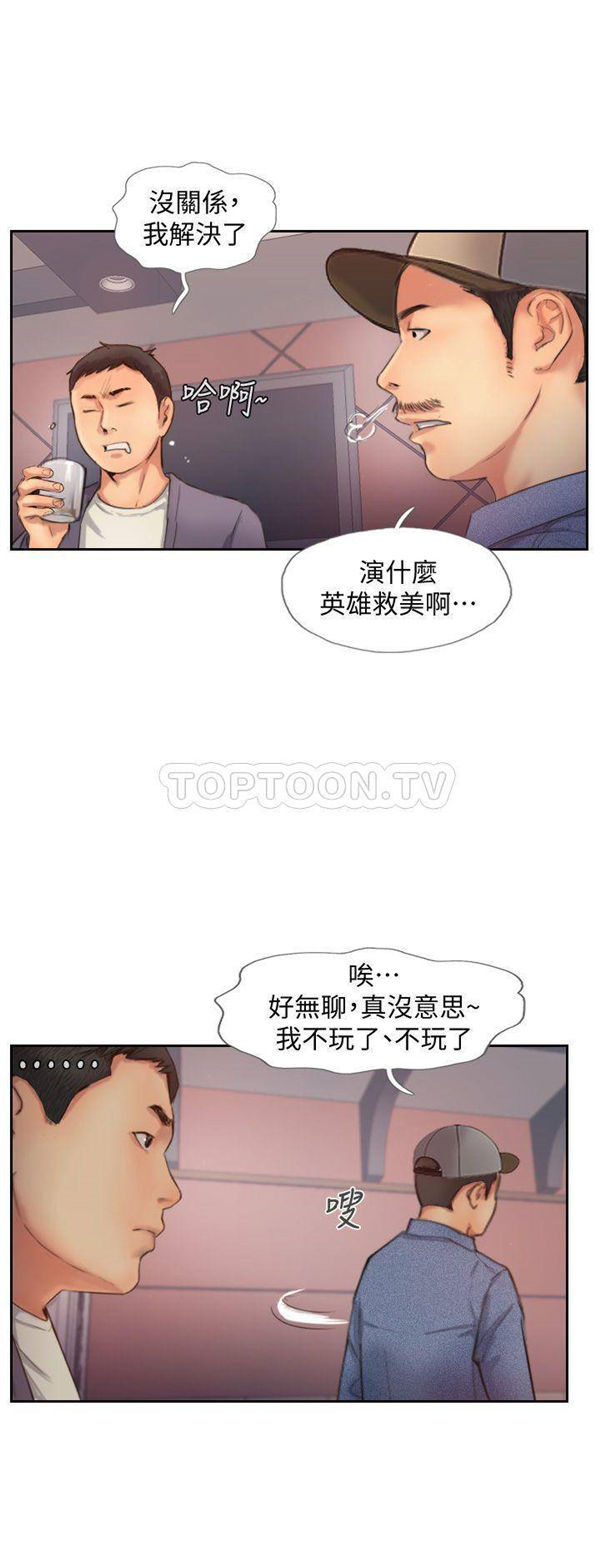 沒關係，
我解決了
哈啊~
演什麼
英雄救美啊⋯
TOPTOON.TV
唉⋯
好無聊，真沒意思~
我不玩了、不玩了
......
嗖